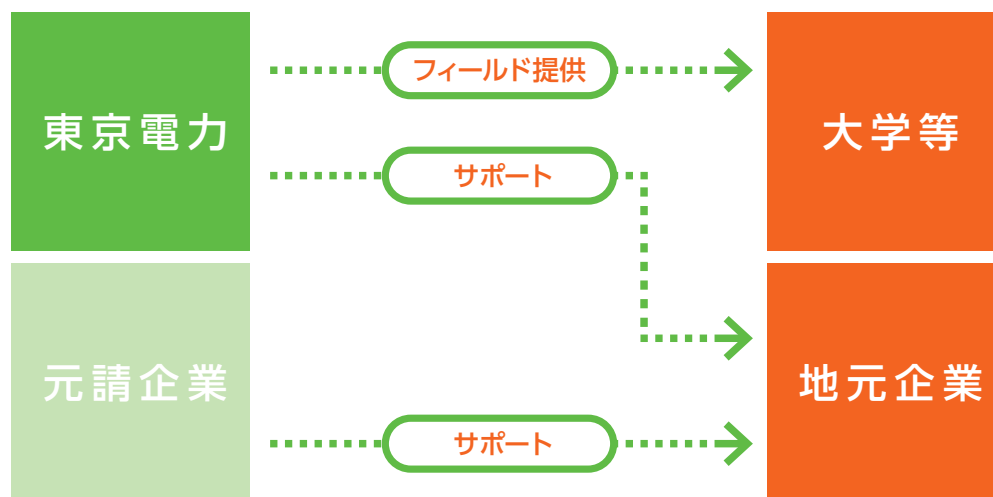 東京電力
フィールド提供
サポート
大学等
元請企業
サポート
地元企業